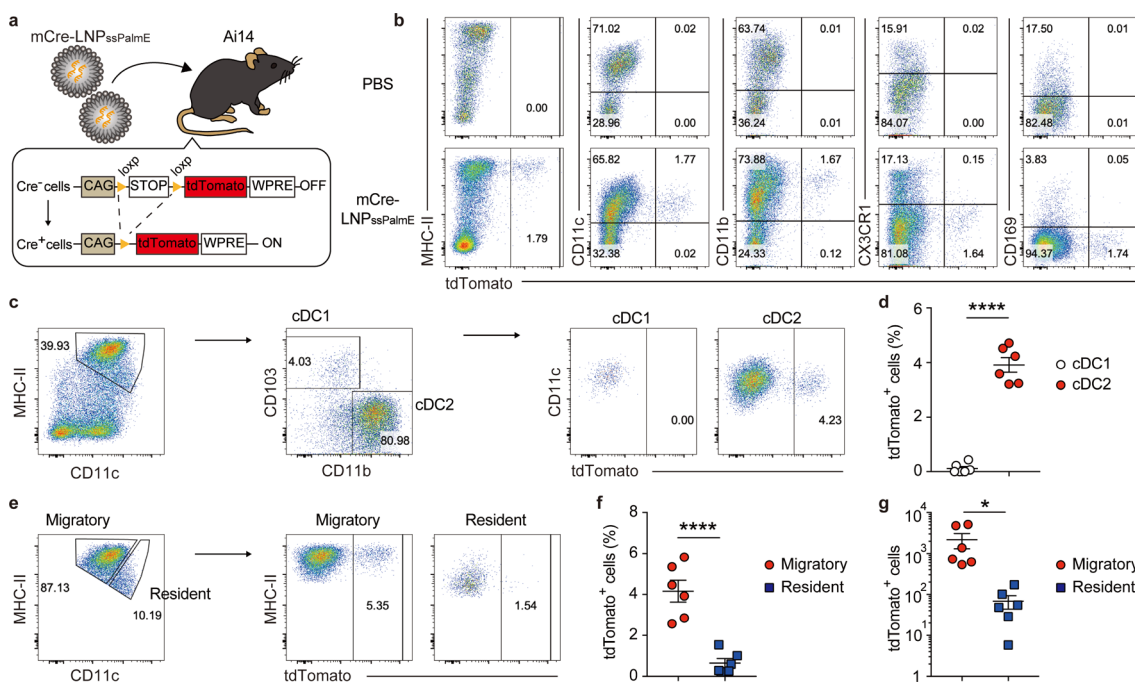 a
mCre-LNPssPalmE
Ai14
loxp
loxp
Cre⁻ cells
CAG
STOP
tdTomato
WPRE
OFF
Cre⁺ cells
CAG
tdTomato
WPRE
ON
b
PBS
0.00
71.02
0.02
28.96
0.00
63.74
0.01
36.24
0.01
15.91
0.02
84.07
0.00
17.50
0.01
82.48
0.01
mCre-
LNPssPalmE
MHC-II
1.79
CD11c
65.82
1.77
32.38
0.02
CD11b
73.88
1.67
24.33
0.12
CX3CR1
17.13
0.15
81.08
1.64
CD169
3.83
0.05
94.37
1.74
tdTomato
c
39.93
MHC-II
CD11c
cDC1
4.03
CD103
cDC2
80.98
CD11b
cDC1
cDC2
CD11c
0.00
4.23
tdTomato
d
tdTomato⁺ cells (%)
6
4
2
0
****
cDC1
cDC2
e
Migratory
MHC-II
87.13
Resident
10.19
CD11c
Migratory
Resident
MHC-II
5.35
1.54
tdTomato
f
tdTomato⁺ cells (%)
8
6
4
2
0
****
Migratory
Resident
g
tdTomato⁺ cells
10⁴
10³
10²
10¹
1
*
Migratory
Resident